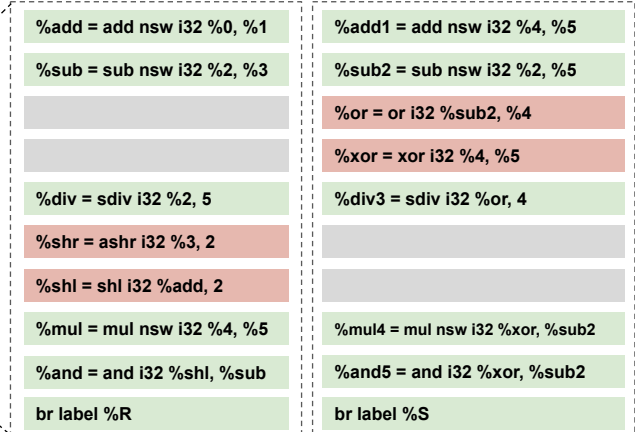 %add = add nsw i32 %0, %1
%sub = sub nsw i32 %2, %3
%div = sdiv i32 %2, 5
%shr = ashr i32 %3, 2
%shl = shl i32 %add, 2
%mul = mul nsw i32 %4, %5
%and = and i32 %shl, %sub
br label %R
%add1 = add nsw i32 %4, %5
%sub2 = sub nsw i32 %2, %5
%or = or i32 %sub2, %4
%xor = xor i32 %4, %5
%div3 = sdiv i32 %or, 4
%mul4 = mul nsw i32 %xor, %sub2
%and5 = and i32 %xor, %sub2
br label %S